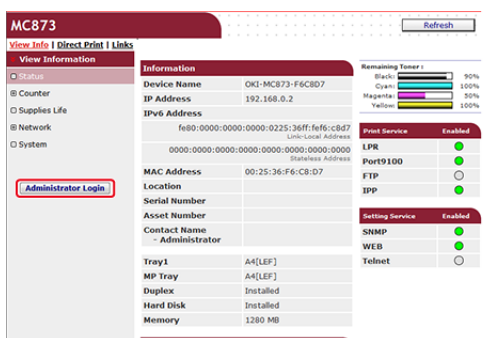 MC873
Refresh
View Info | Direct Print | Links
View Information
Status
Counter
Supplies Life
Network
System
Administrator Login
Information
Device Name OKI-MC873-F6C8D7
IP Address 192.168.0.2
IPv6 Address
fe80:0000:0000:0000:0225:36ff:fef6:c8d7
Link-Local Address
0000:0000:0000:0000:0000:0000:0000:0000
Stateless Address
MAC Address 00:25:36:F6:C8:D7
Location
Serial Number
Asset Number
Contact Name
- Administrator
Tray1 A4[LEF]
MP Tray A4[LEF]
Duplex Installed
Hard Disk Installed
Memory 1280 MB
Remaining Toner :
Black: 90%
Cyan: 100%
Magenta: 50%
Yellow: 100%
Print Service Enabled
LPR
Port9100
FTP
IPP
Setting Service Enabled
SNMP
WEB
Telnet